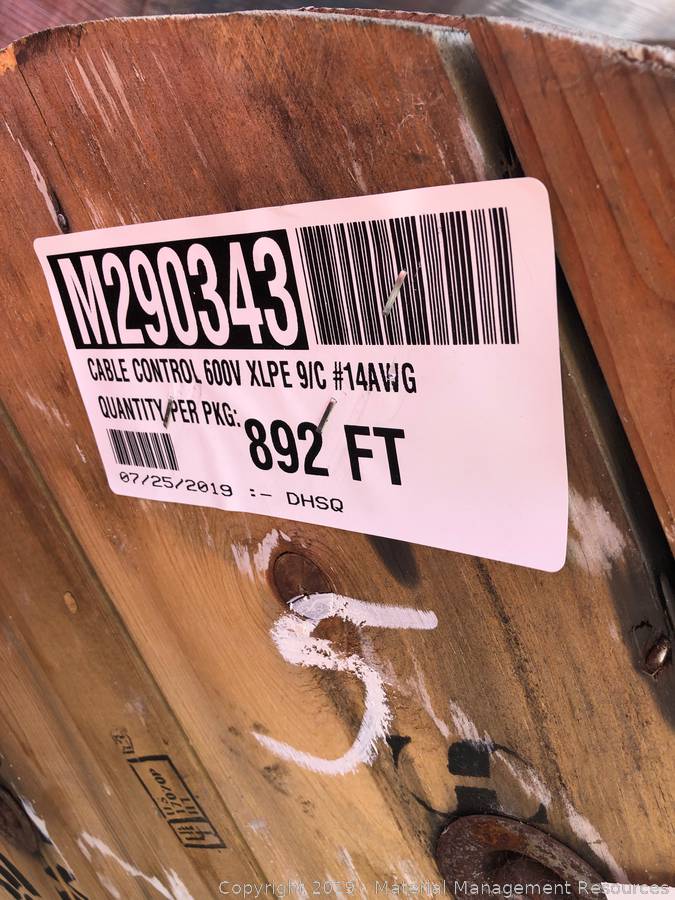 M290343
CABLE CONTROL 600V XLPE 9/C #14AWG
QUANTITY PER PKG:
892 FT
07/25/2019 :- DHSQ
5
Copyright 2019 - Material Management Resources